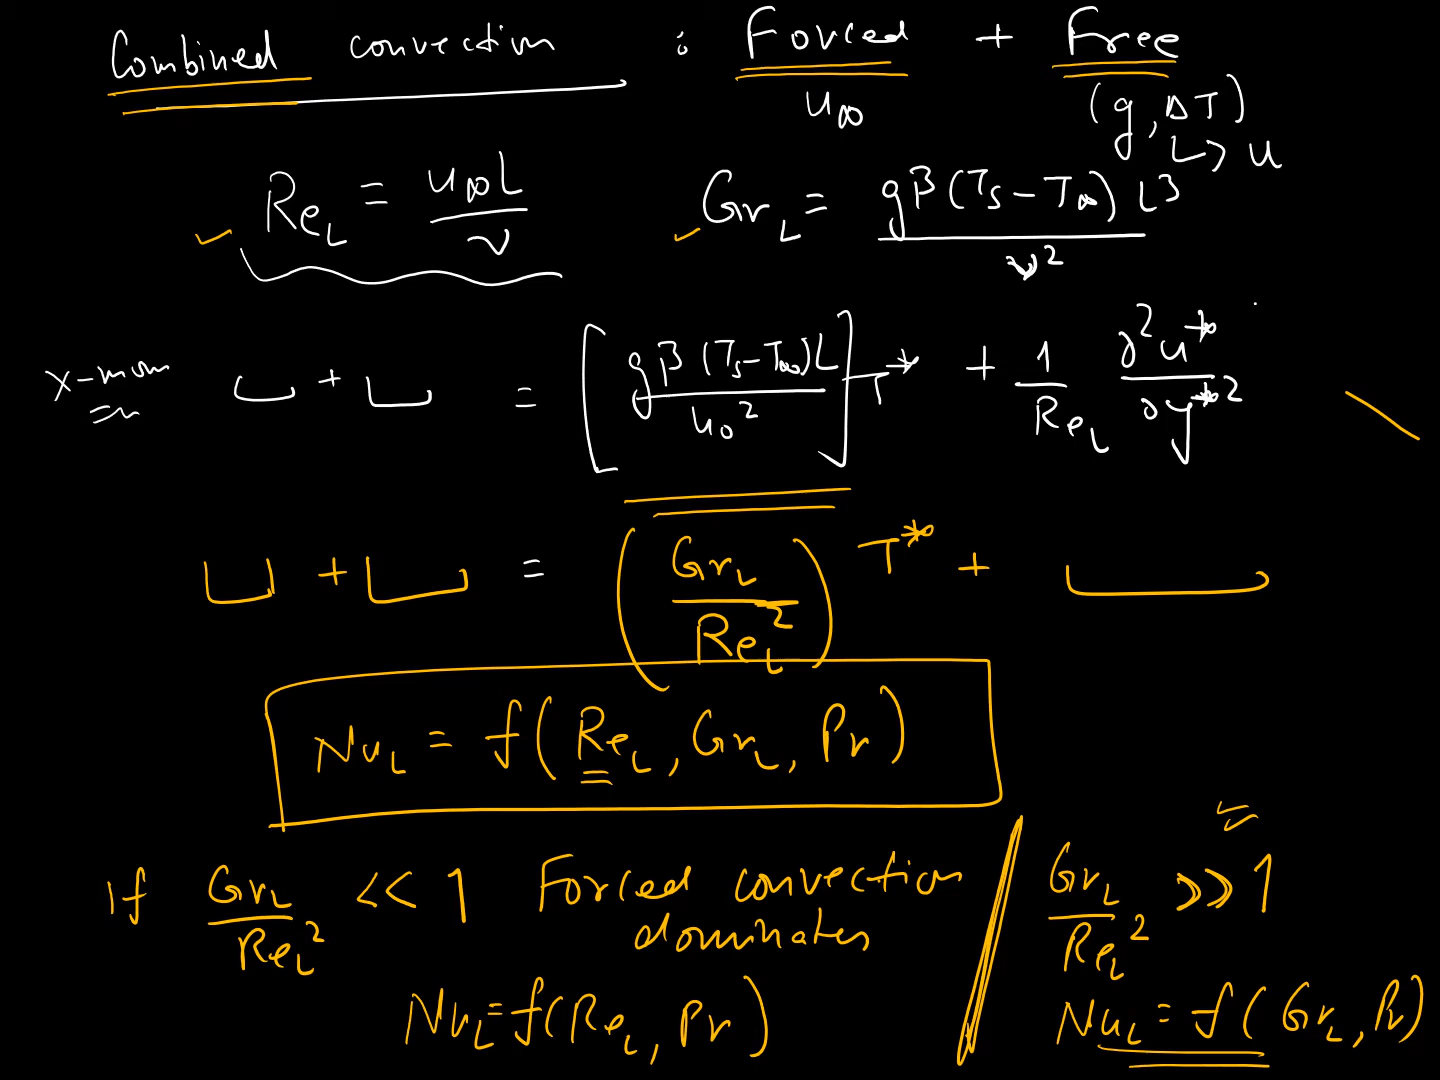 Combined convection : Forced + Free
u∞ (g, ΔT)
↳ u
Re_L = u∞L / ν Gr_L = gβ(Ts-T∞)L³ / ν²
x-mom ⎵ + ⎵ = [gβ(Ts-T∞)L / u₀²] T* + 1/Re_L ∂²u*/∂y*²
⎵ + ⎵ = (Gr_L / Re_L²) T* + ⎵
Nu_L = f(Re_L, Gr_L, Pr)
If Gr_L / Re_L² << 1 Forced convection dominates
Nu_L = f(Re_L, Pr)
Gr_L / Re_L² >> 1
Nu_L = f(Gr_L, Pr)